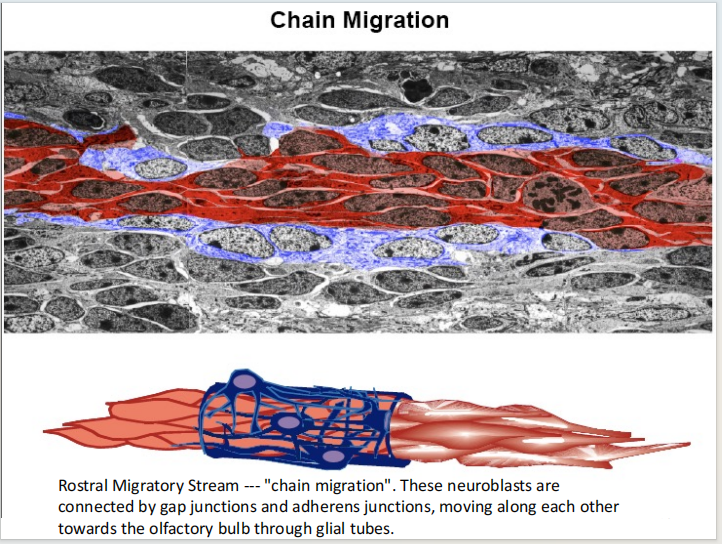 Chain Migration
Rostral Migratory Stream --- "chain migration". These neuroblasts are
connected by gap junctions and adherens junctions, moving along each other
towards the olfactory bulb through glial tubes.